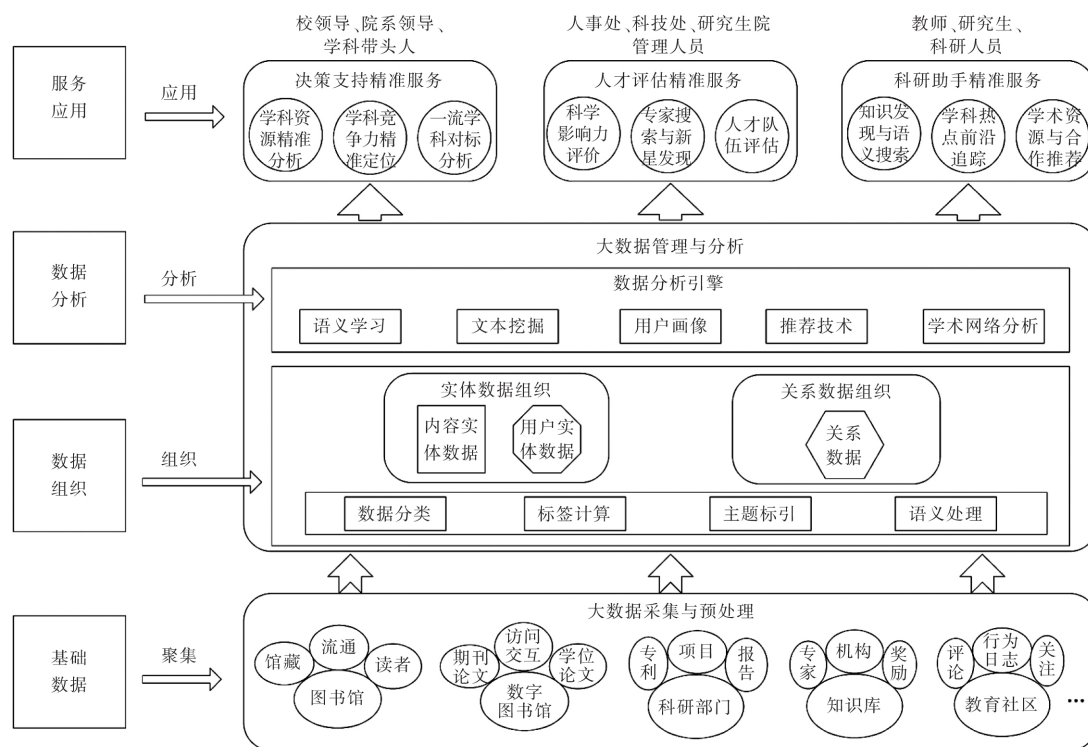 校领导、院系领导、
学科带头人
人事处、科技处、研究生院
管理人员
教师、研究生、
科研人员
服务
应用
应用
决策支持精准服务
学科资
源精准
分析
学科竞
争力精
准定位
一流学
科对标
分析
人才评估精准服务
科学
影响力
评价
专家搜
索与新
星发现
人才队
伍评估
科研助手精准服务
知识发
现与语
义搜索
学科热
点前沿
追踪
学术资
源与合
作推荐
数据
分析
分析
大数据管理与分析
数据分析引擎
语义学习
文本挖掘
用户画像
推荐技术
学术网络分析
数据
组织
组织
实体数据组织
内容实
体数据
用户实
体数据
关系数据组织
关系
数据
数据分类
标签计算
主题标引
语义处理
基础
数据
聚集
大数据采集与预处理
馆藏
流通
读者
图书馆
期刊
论文
访问
交互
学位
论文
数字
图书馆
专利
项目
报告
科研部门
专家
机构
奖励
知识库
评论
行为
日志
关注
教育社区
…